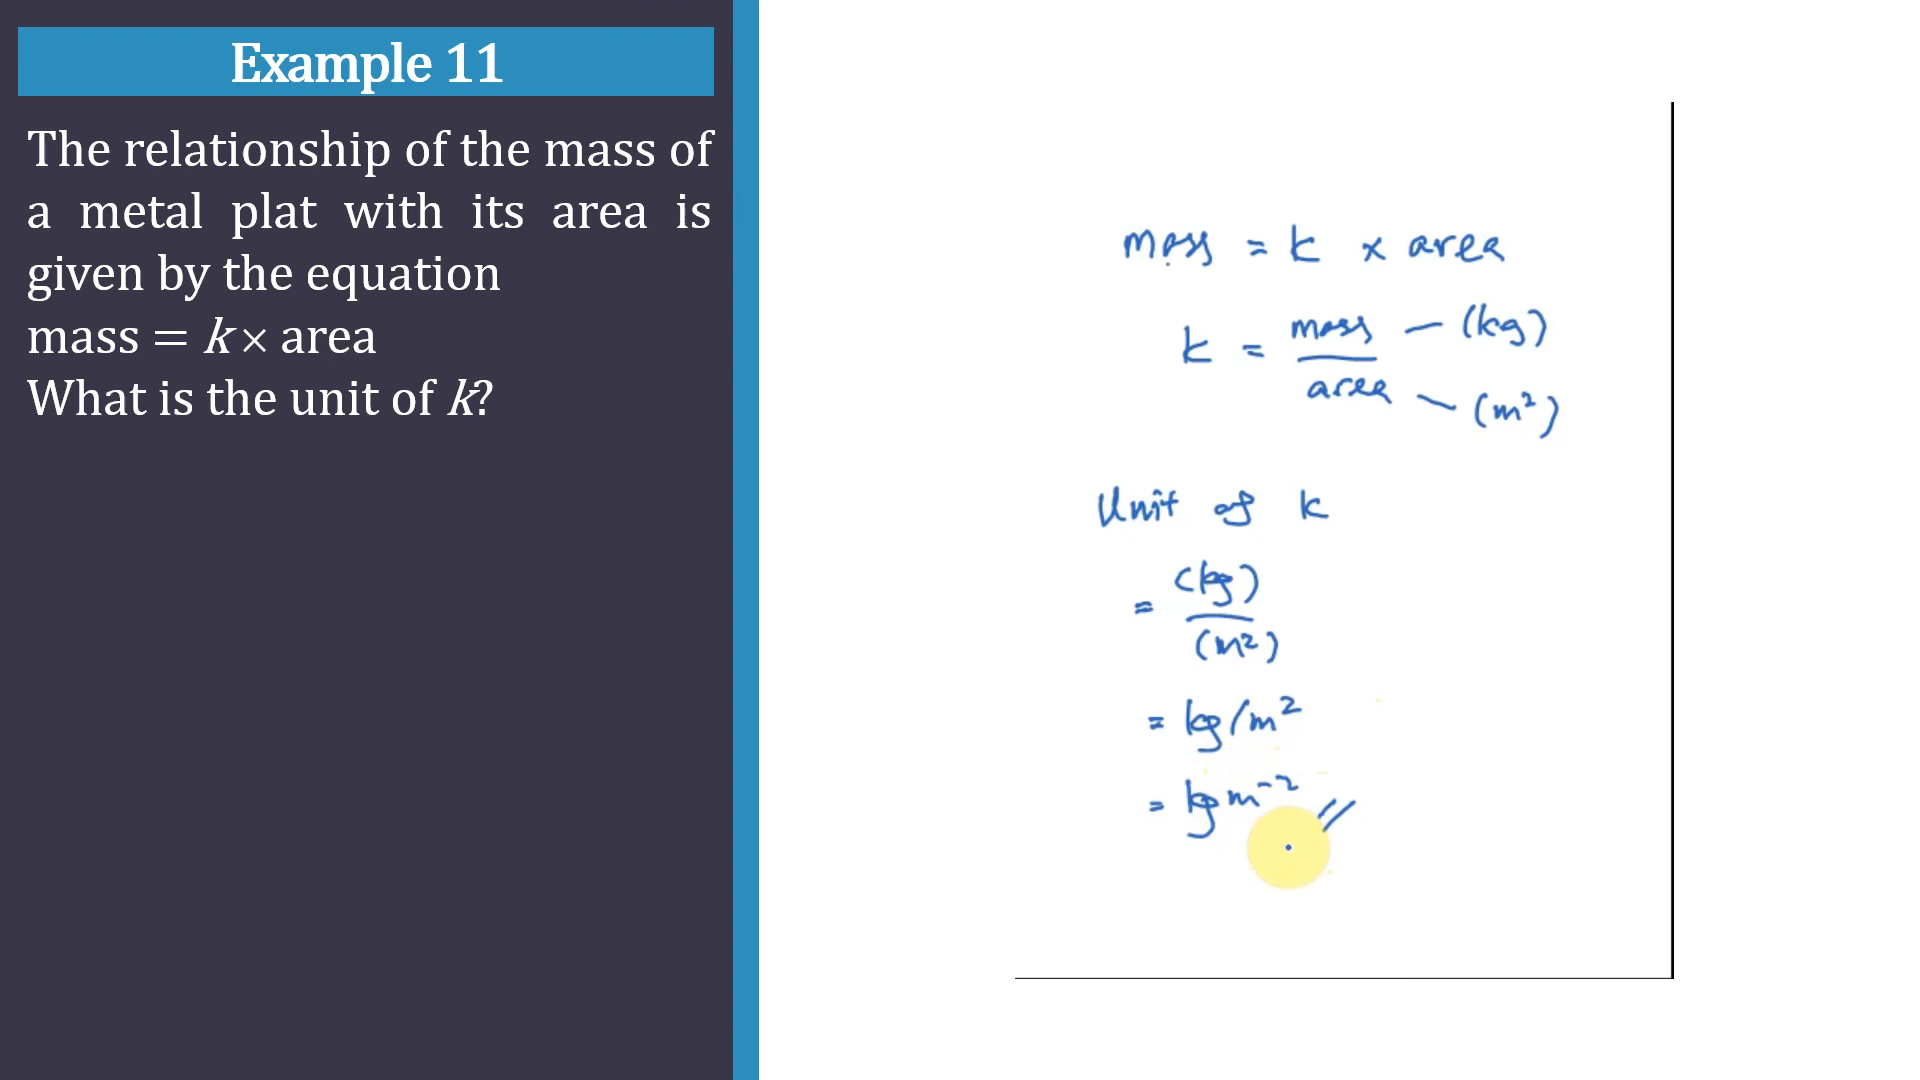 Example 11
The relationship of the mass of
a metal plat with its area is
given by the equation
mass = k × area
What is the unit of k?
mass = k × area
k = mass/area — (kg) — (m²)
Unit of k
= (kg)/(m²)
= kg/m²
= kg m⁻² //